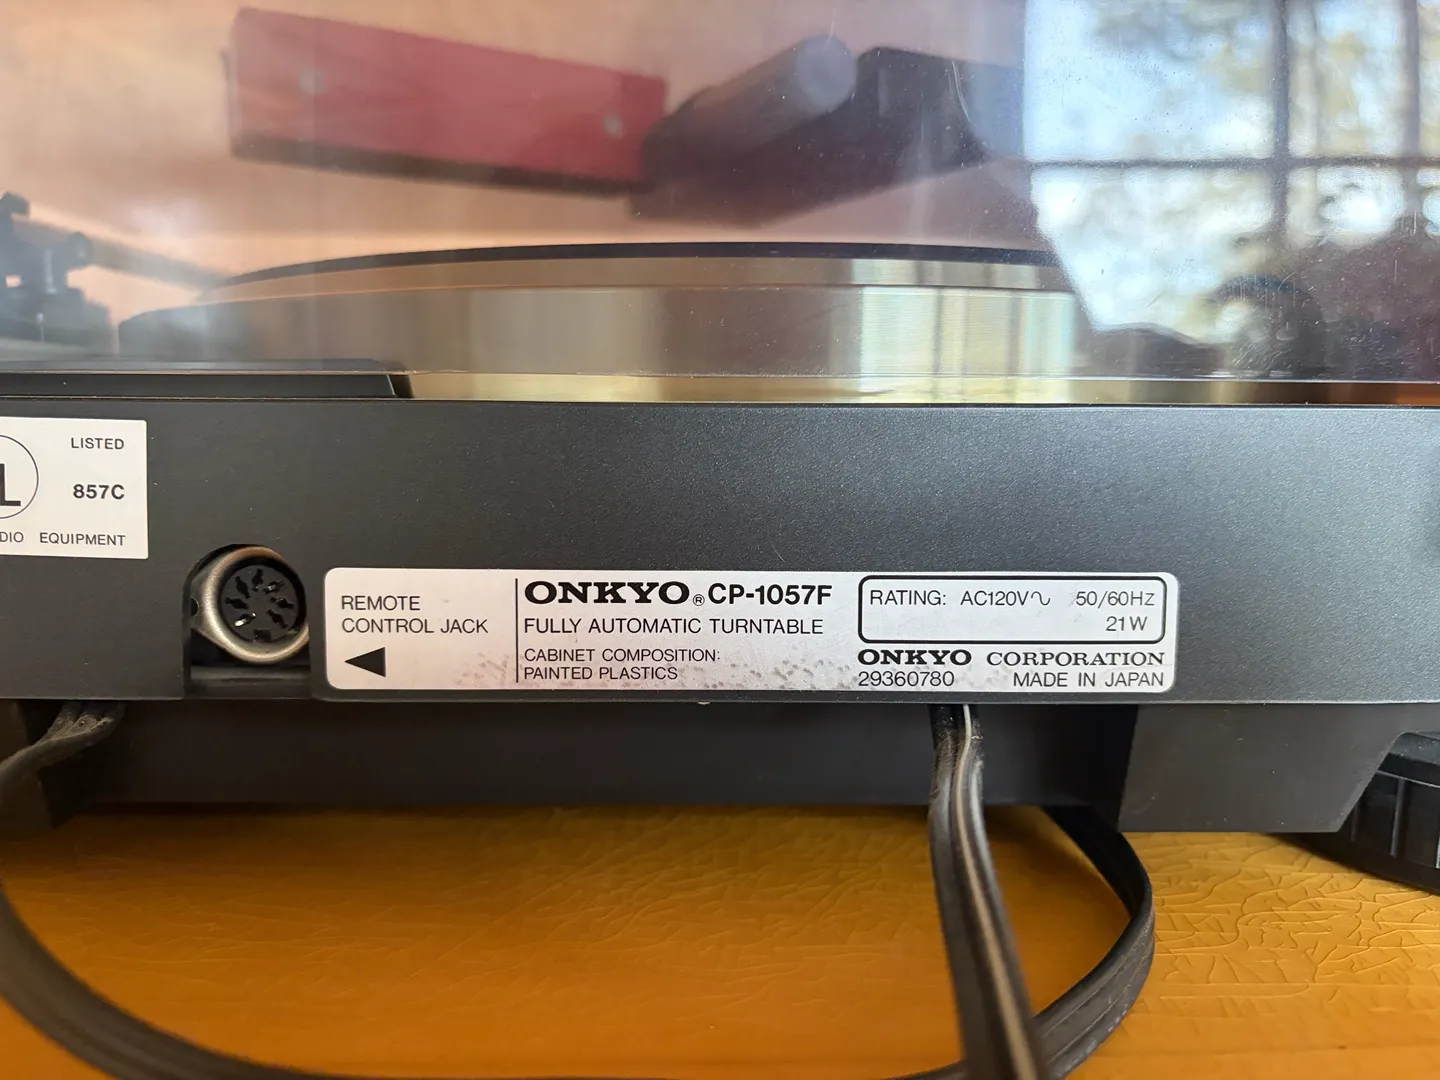 LISTED
857C
EQUIPMENT
REMOTE
CONTROL JACK
ONKYO® CP-1057F
FULLY AUTOMATIC TURNTABLE
CABINET COMPOSITION:
PAINTED PLASTICS
RATING: AC120V∿ 50/60Hz
21W
ONKYO CORPORATION
29360780 MADE IN JAPAN